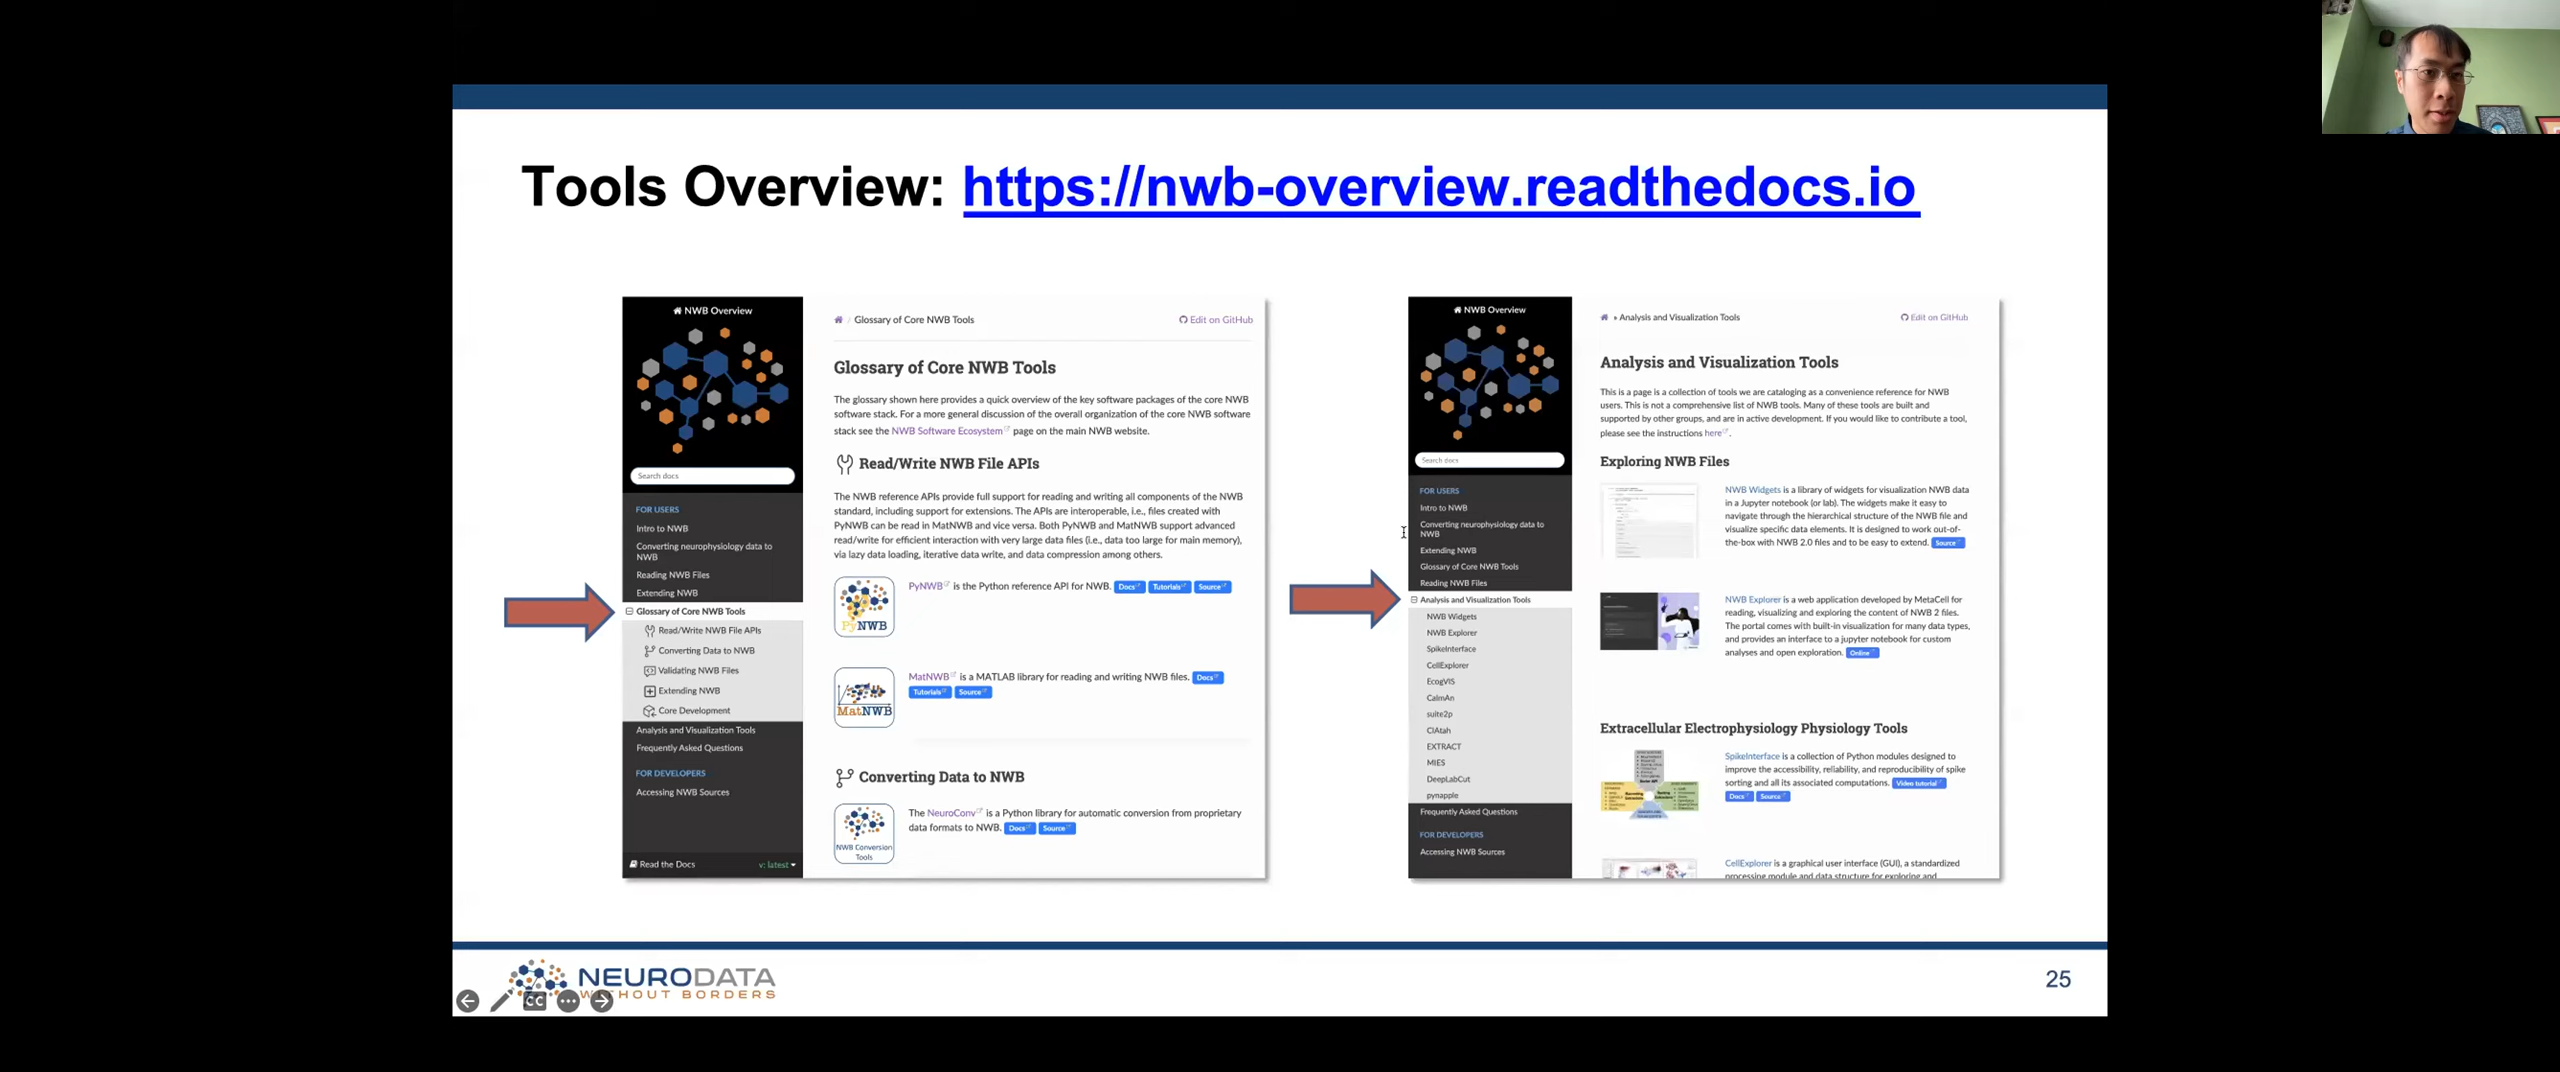 Tools Overview: https://nwb-overview.readthedocs.io
NWB Overview
Search docs
FOR USERS
Intro to NWB
Converting neurophysiology data to
NWB
Reading NWB Files
Extending NWB
Glossary of Core NWB Tools
Read/Write NWB File APIs
Converting Data to NWB
Validating NWB Files
Extending NWB
Core Development
Analysis and Visualization Tools
Frequently Asked Questions
FOR DEVELOPERS
Accessing NWB Sources
Read the Docs v: latest
/ Glossary of Core NWB Tools Edit on GitHub
Glossary of Core NWB Tools
The glossary shown here provides a quick overview of the key software packages of the core NWB
software stack. For a more general discussion of the overall organization of the core NWB software
stack see the NWB Software Ecosystem page on the main NWB website.
Read/Write NWB File APIs
The NWB reference APIs provide full support for reading and writing all components of the NWB
standard, including support for extensions. The APIs are interoperable, i.e., files created with
PyNWB can be read in MatNWB and vice versa. Both PyNWB and MatNWB support advanced
read/write for efficient interaction with very large data files (i.e., data too large for main memory),
via lazy data loading, iterative data write, and data compression among others.
PyNWB
PyNWB is the Python reference API for NWB. Docs Tutorials Source
MatNWB
MatNWB is a MATLAB library for reading and writing NWB files. Docs
Tutorials Source
Converting Data to NWB
NWB Conversion
Tools
The NeuroConv is a Python library for automatic conversion from proprietary
data formats to NWB. Docs Source
NWB Overview
Search docs
FOR USERS
Intro to NWB
Converting neurophysiology data to
NWB
Extending NWB
Glossary of Core NWB Tools
Reading NWB Files
Analysis and Visualization Tools
NWB Widgets
NWB Explorer
SpikeInterface
CellExplorer
EcogVIS
CaImAn
suite2p
CIAtah
EXTRACT
MIES
DeepLabCut
pynapple
Frequently Asked Questions
FOR DEVELOPERS
Accessing NWB Sources
Analysis and Visualization Tools Edit on GitHub
Analysis and Visualization Tools
This is a page is a collection of tools we are cataloging as a convenience reference for NWB
users. This is not a comprehensive list of NWB tools. Many of these tools are built and
supported by other groups, and are in active development. If you would like to contribute a tool,
please see the instructions here.
Exploring NWB Files
NWB Widgets is a library of widgets for visualization NWB data
in a Jupyter notebook (or lab). The widgets make it easy to
navigate through the hierarchical structure of the NWB file and
visualize specific data elements. It is designed to work out-of-
the-box with NWB 2.0 files and to be easy to extend. Source
NWB Explorer is a web application developed by MetaCell for
reading, visualizing and exploring the content of NWB 2 files.
The portal comes with built-in visualization for many data types,
and provides an interface to a jupyter notebook for custom
analyses and open exploration. Online
Extracellular Electrophysiology Physiology Tools
SpikeInterface is a collection of Python modules designed to
improve the accessibility, reliability, and reproducibility of spike
sorting and all its associated computations. Video tutorial
Docs Source
CellExplorer is a graphical user interface (GUI), a standardized
processing module and data structure for exploring and
NEURODATA
WITHOUT BORDERS
CC
25